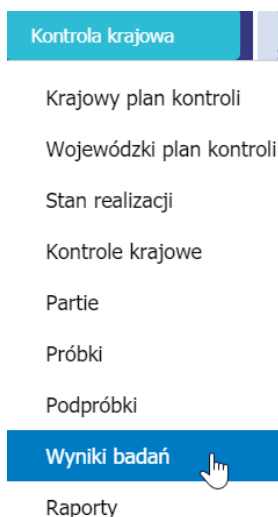 Kontrola krajowa
Krajowy plan kontroli
Wojewódzki plan kontroli
Stan realizacji
Kontrole krajowe
Partie
Próbki
Podpróbki
Wyniki badań
Raporty